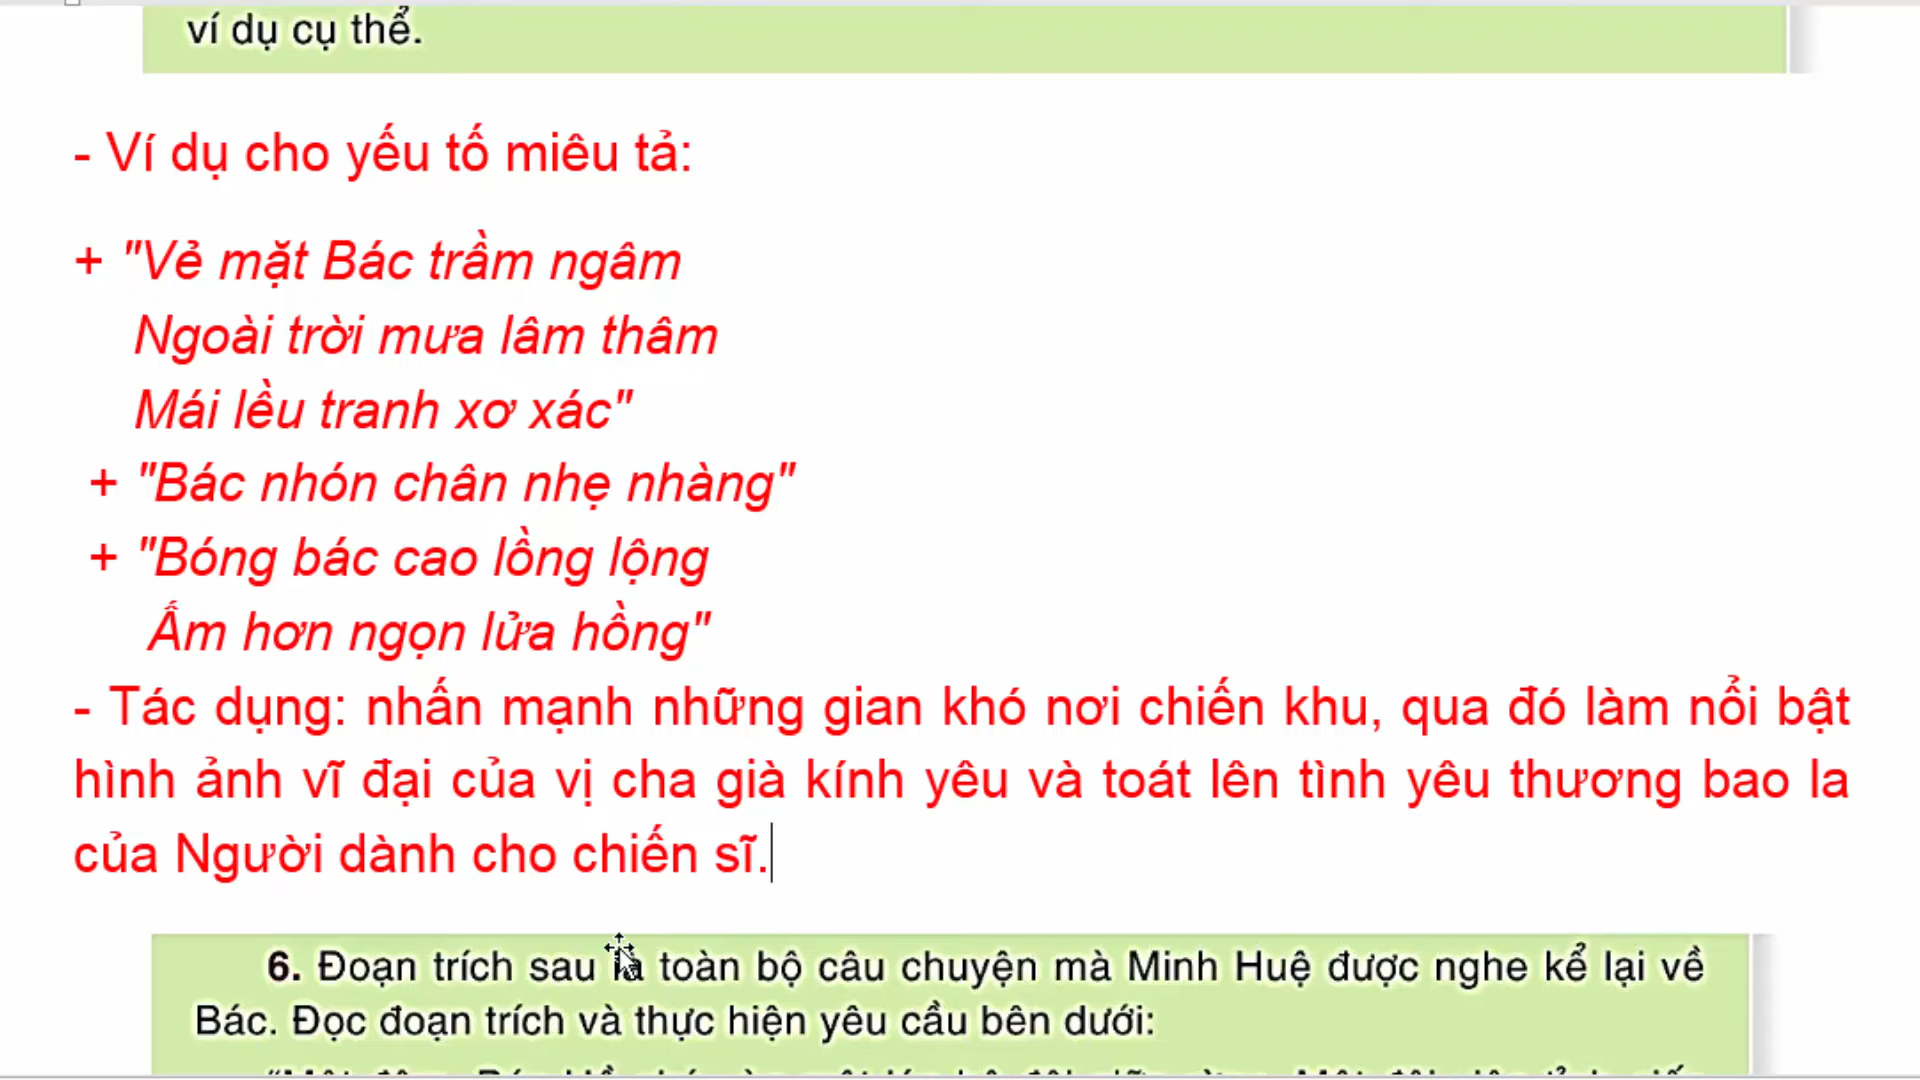 ví dụ cụ thể.
- Ví dụ cho yếu tố miêu tả:
+ "Vẻ mặt Bác trầm ngâm
Ngoài trời mưa lâm thâm
Mái lều tranh xơ xác"
+ "Bác nhón chân nhẹ nhàng"
+ "Bóng bác cao lồng lộng
Ấm hơn ngọn lửa hồng"
- Tác dụng: nhấn mạnh những gian khó nơi chiến khu, qua đó làm nổi bật
hình ảnh vĩ đại của vị cha già kính yêu và toát lên tình yêu thương bao la
của Người dành cho chiến sĩ.
6. Đoạn trích sau là toàn bộ câu chuyện mà Minh Huệ được nghe kể lại về
Bác. Đọc đoạn trích và thực hiện yêu cầu bên dưới: